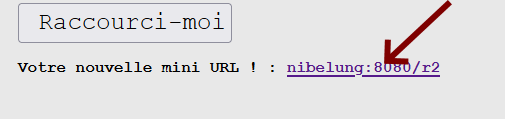 Raccourci-moi
Votre nouvelle mini URL ! : nibelung:8080/r2